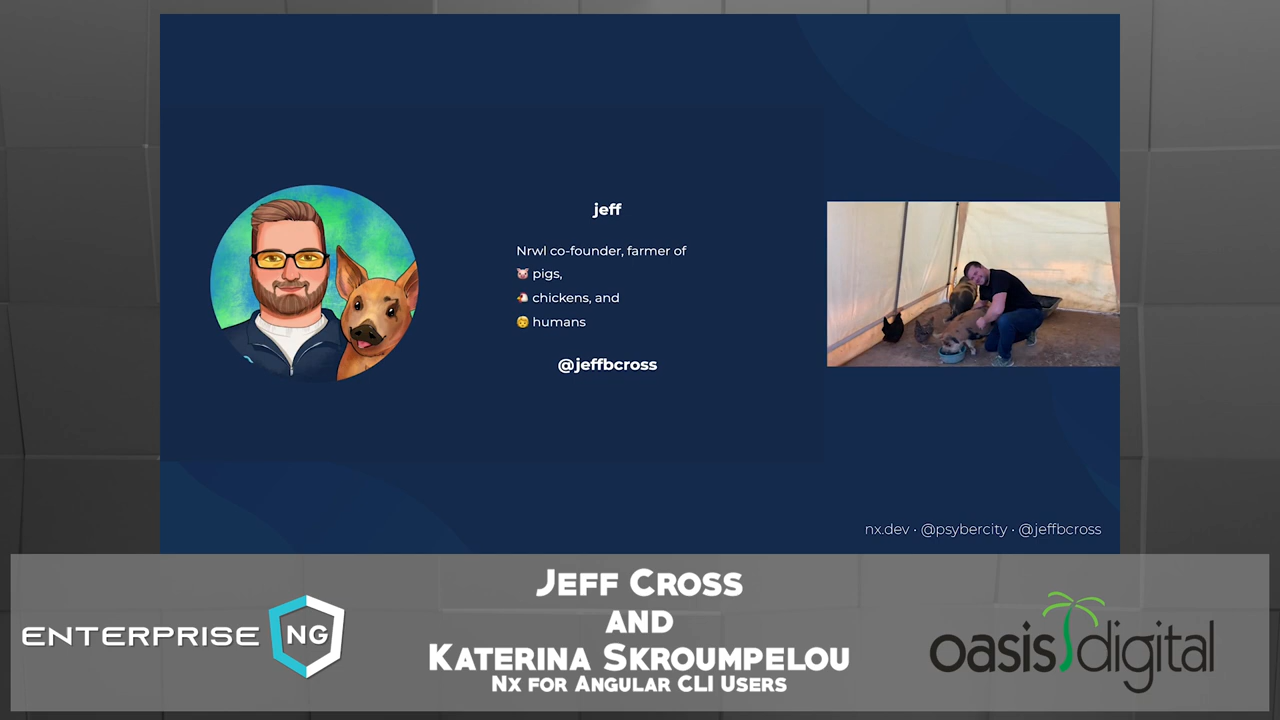 jeff
Nrwl co-founder, farmer of
🐷 pigs,
🐔 chickens, and
👨 humans
@jeffbcross
nx.dev • @psybercity • @jeffbcross
ENTERPRISE NG
Jeff Cross
and
Katerina Skroumpelou
Nx for Angular CLI Users
oasis digital